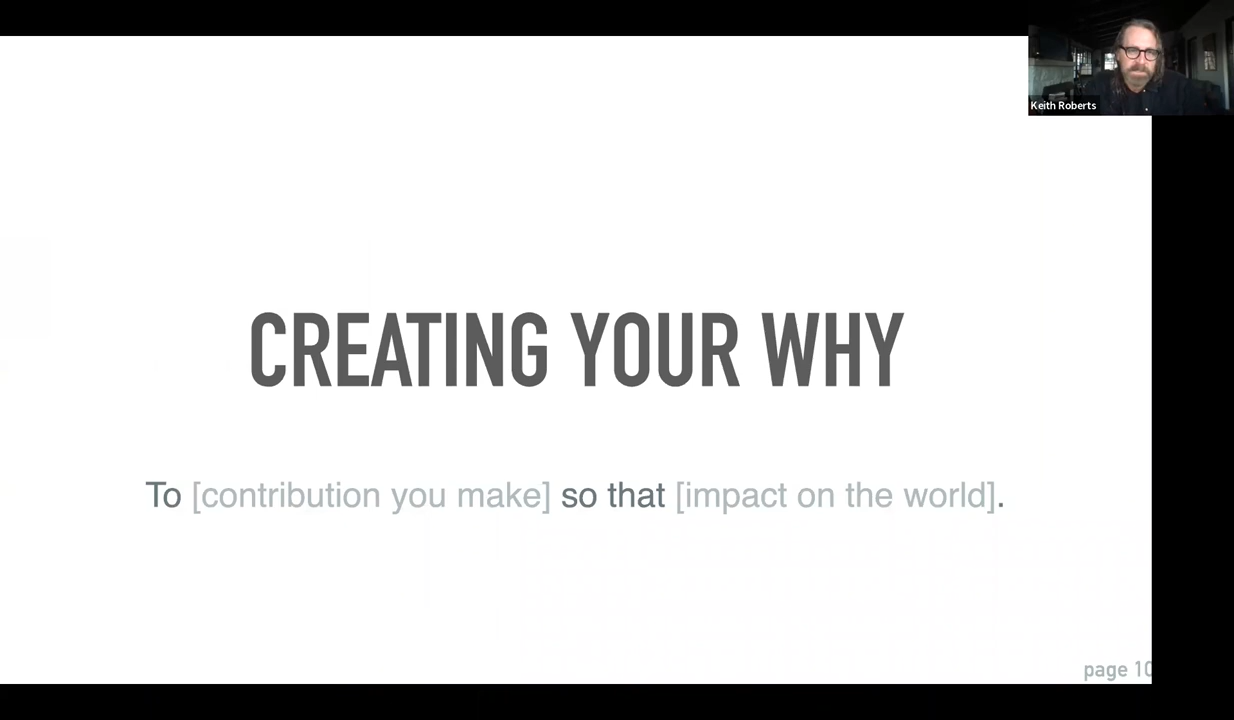 Keith Roberts
CREATING YOUR WHY
To [contribution you make] so that [impact on the world].
page 10